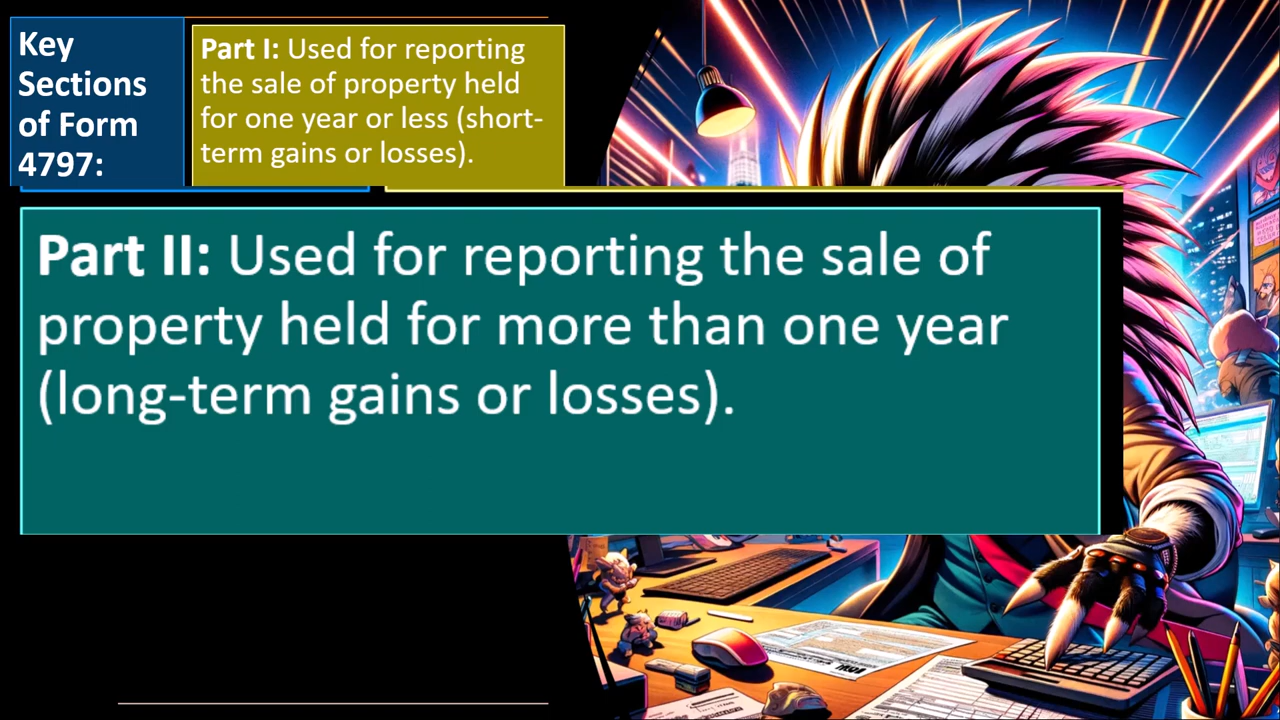 Key
Sections
of Form
4797:
Part I: Used for reporting
the sale of property held
for one year or less (short-
term gains or losses).
Part II: Used for reporting the sale of
property held for more than one year
(long-term gains or losses).